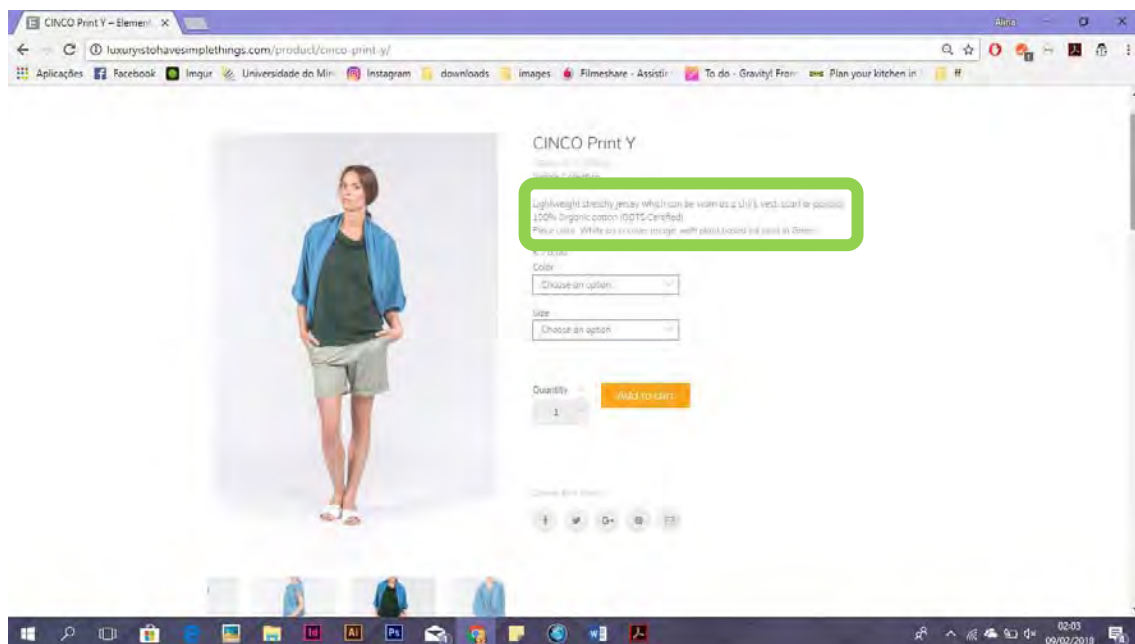 CINCO Print Y – Element
luxuryistohavesimplethings.com/product/cinco-print-y/
Aplicações Facebook Imgur Universidade do Min Instagram downloads images Filmeshare - Assistir To do - Gravity! From Plan your kitchen in ff
CINCO Print Y
Lightweight stretchy jersey which can be worn as a shirt, vest, scarf or
100% Organic cotton (GOTS Certified)
Color
Choose an option
Size
Choose an option
Quantity
Add to cart
1
02:03
09/02/2018